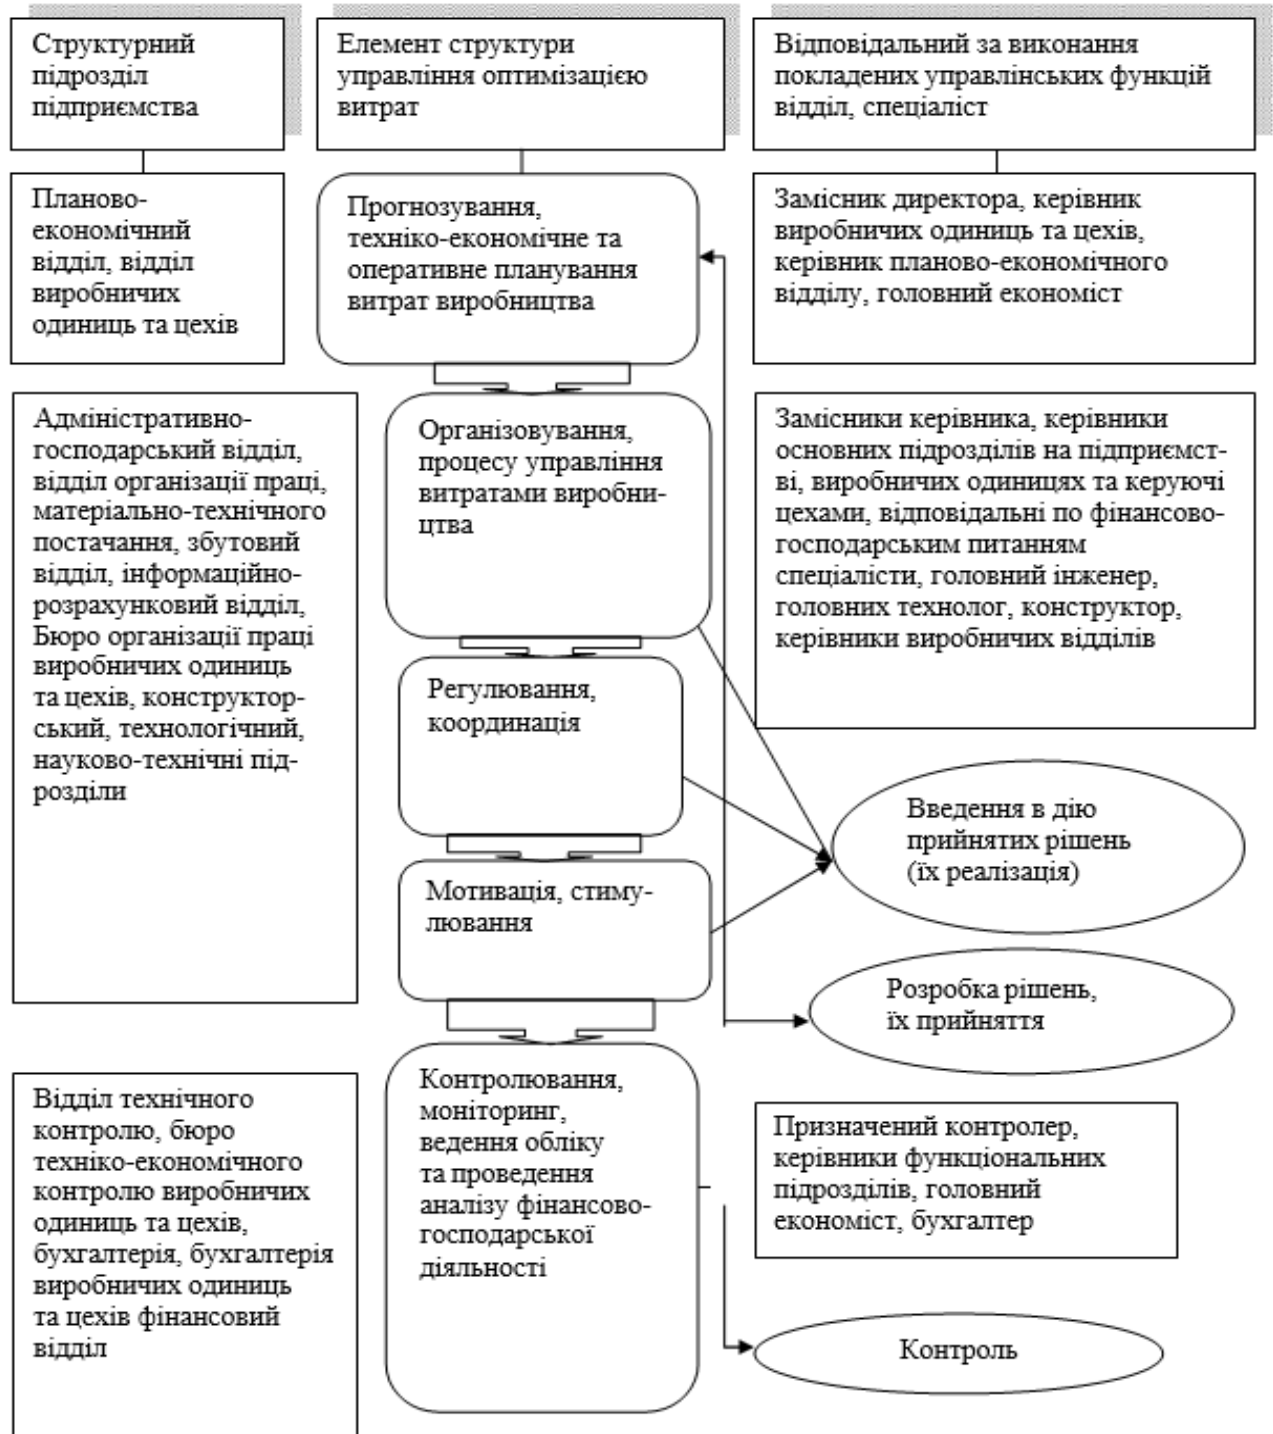 Структурний
підрозділ
підприємства
Елемент структури
управління оптимізацією
витрат
Відповідальний за виконання
покладених управлінських функцій
відділ, спеціаліст
Планово-
економічний
відділ, відділ
виробничих
одиниць та цехів
Прогнозування,
техніко-економічне та
оперативне планування
витрат виробництва
Замісник директора, керівник
виробничих одиниць та цехів,
керівник планово-економічного
відділу, головний економіст
Адміністративно-
господарський відділ,
відділ організації праці,
матеріально-технічного
постачання, збутовий
відділ, інформаційно-
розрахунковий відділ,
Бюро організації праці
виробничих одиниць
та цехів, конструктор-
ський, технологічний,
науково-технічні під-
розділи
Організовування,
процесу управління
витратами виробни-
цтва
Замісники керівника, керівники
основних підрозділів на підприємст-
ві, виробничих одиницях та керуючі
цехами, відповідальні по фінансово-
господарським питанням
спеціалісти, головний інженер,
головних технолог, конструктор,
керівники виробничих відділів
Регулювання,
координація
Мотивація, стиму-
лювання
Введення в дію
прийнятих рішень
(їх реалізація)
Розробка рішень,
їх прийняття
Відділ технічного
контролю, бюро
техніко-економічного
контролю виробничих
одиниць та цехів,
бухгалтерія, бухгалтерія
виробничих одиниць
та цехів фінансовий
відділ
Контролювання,
моніторинг,
ведення обліку
та проведення
аналізу фінансово-
господарської
діяльності
Призначений контролер,
керівники функціональних
підрозділів, головний
економіст, бухгалтер
Контроль